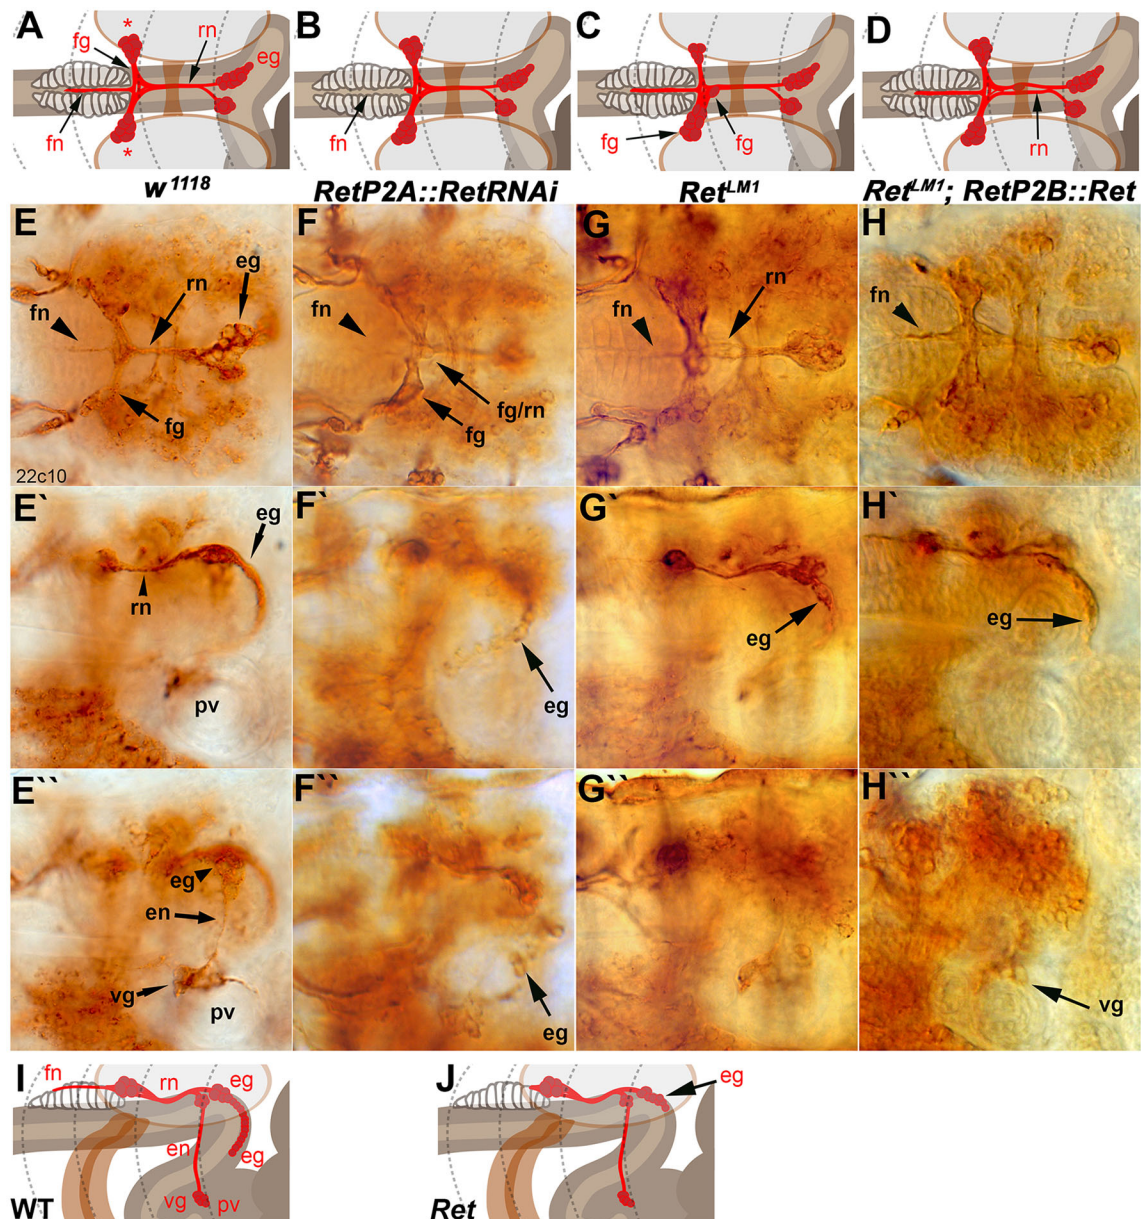 A * fg rn eg fn *
B fn
C fg fg
D rn
w1118 RetP2A::RetRNAi RetLM1 RetLM1; RetP2B::Ret
E eg rn fn fg 22c10
F fn fg/rn fg
G rn fn
H fn
E` eg rn pv
F` eg
G` eg
H` eg
E`` eg en vg pv
F`` eg
G``
H`` vg
I fn rn eg en eg vg pv WT
J eg Ret